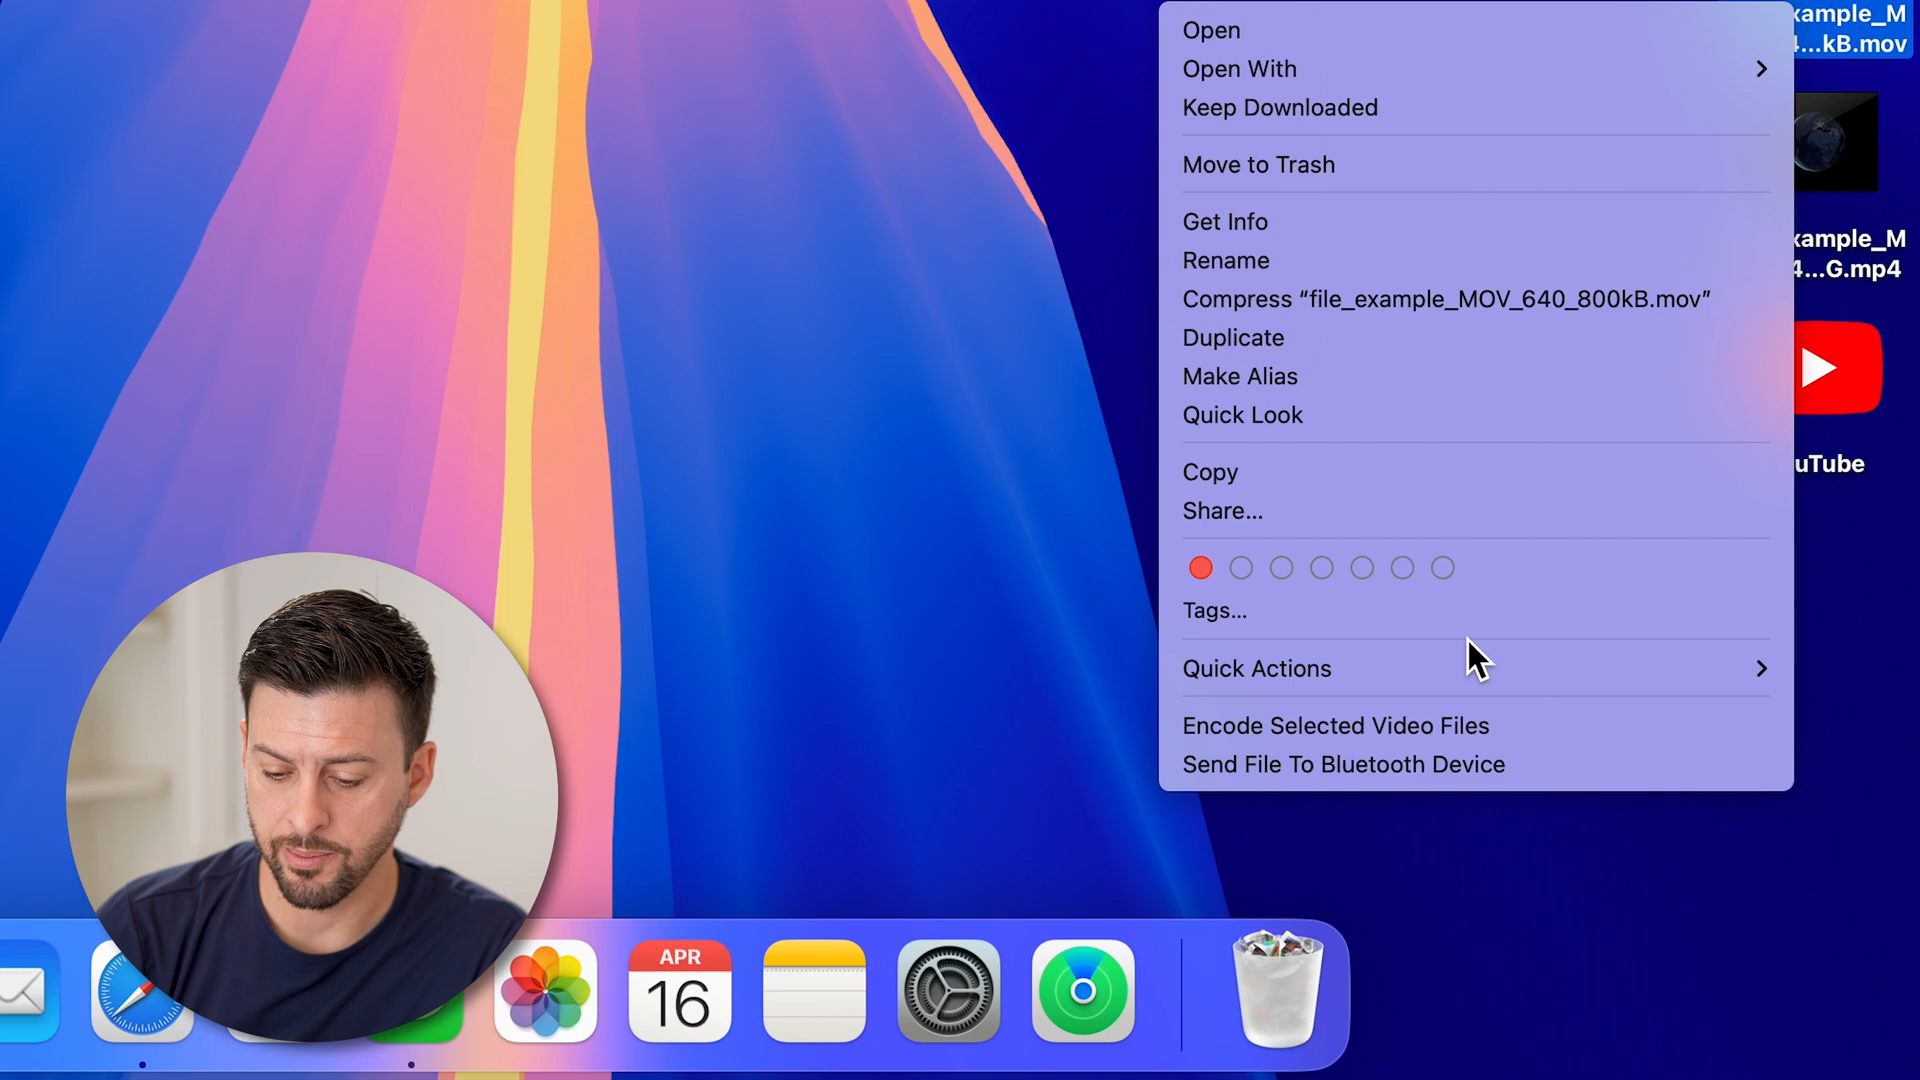 Open
Open With
Keep Downloaded
Move to Trash
Get Info
Rename
Compress “file_example_MOV_640_800kB.mov”
Duplicate
Make Alias
Quick Look
Copy
Share...
Tags...
Quick Actions
Encode Selected Video Files
Send File To Bluetooth Device
xample_M
4...kB.mov
xample_M
4...G.mp4
uTube
APR
16